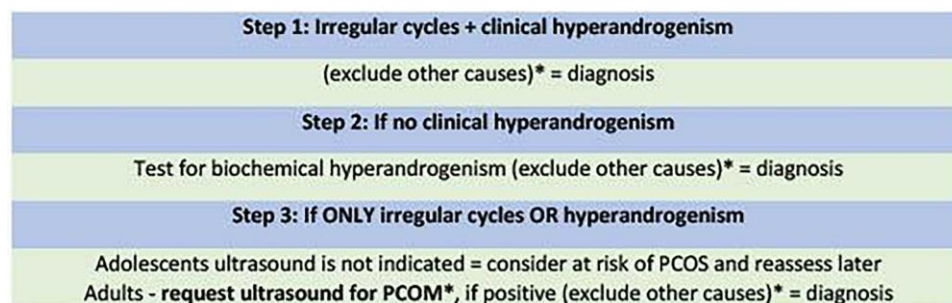 Step 1: Irregular cycles + clinical hyperandrogenism
(exclude other causes)* = diagnosis
Step 2: If no clinical hyperandrogenism
Test for biochemical hyperandrogenism (exclude other causes)* = diagnosis
Step 3: If ONLY irregular cycles OR hyperandrogenism
Adolescents ultrasound is not indicated = consider at risk of PCOS and reassess later
Adults - request ultrasound for PCOM*, if positive (exclude other causes)* = diagnosis